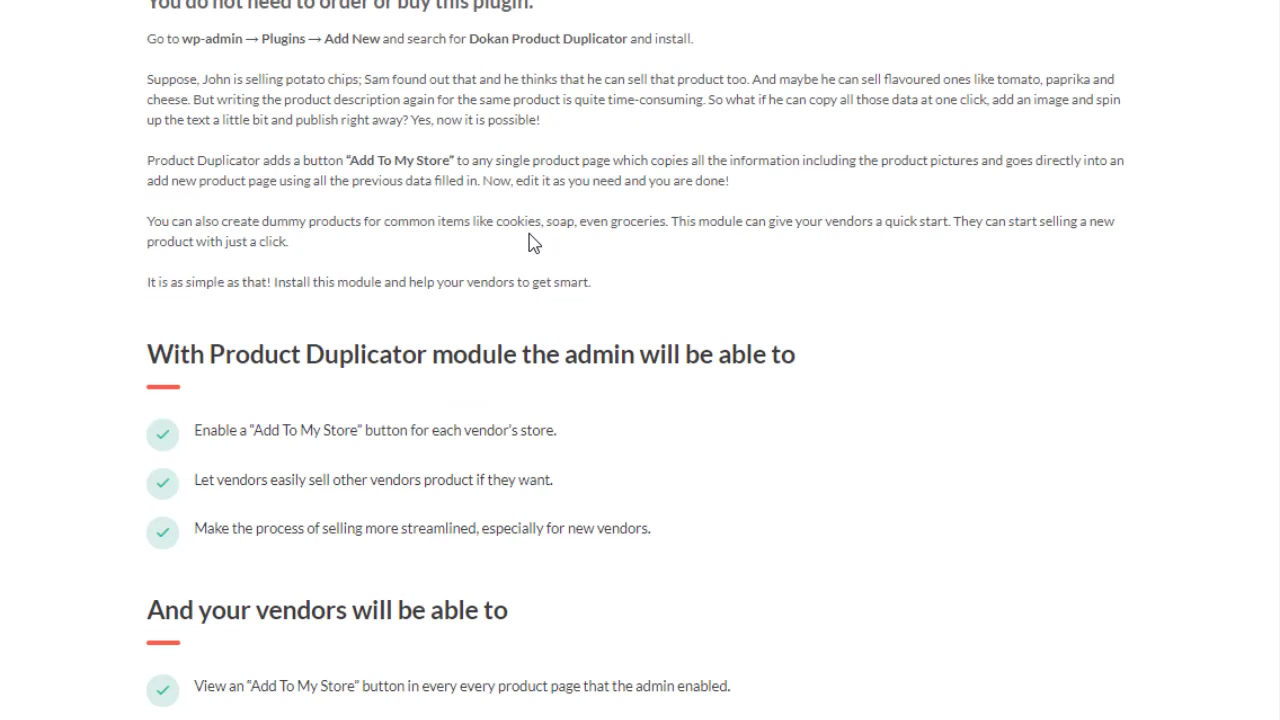 You do not need to order or buy this plugin.
Go to wp-admin → Plugins → Add New and search for Dokan Product Duplicator and install.
Suppose, John is selling potato chips; Sam found out that and he thinks that he can sell that product too. And maybe he can sell flavoured ones like tomato, paprika and
cheese. But writing the product description again for the same product is quite time-consuming. So what if he can copy all those data at one click, add an image and spin
up the text a little bit and publish right away? Yes, now it is possible!
Product Duplicator adds a button “Add To My Store” to any single product page which copies all the information including the product pictures and goes directly into an
add new product page using all the previous data filled in. Now, edit it as you need and you are done!
You can also create dummy products for common items like cookies, soap, even groceries. This module can give your vendors a quick start. They can start selling a new
product with just a click.
It is as simple as that! Install this module and help your vendors to get smart.
With Product Duplicator module the admin will be able to
Enable a “Add To My Store” button for each vendor’s store.
Let vendors easily sell other vendors product if they want.
Make the process of selling more streamlined, especially for new vendors.
And your vendors will be able to
View an “Add To My Store” button in every every product page that the admin enabled.